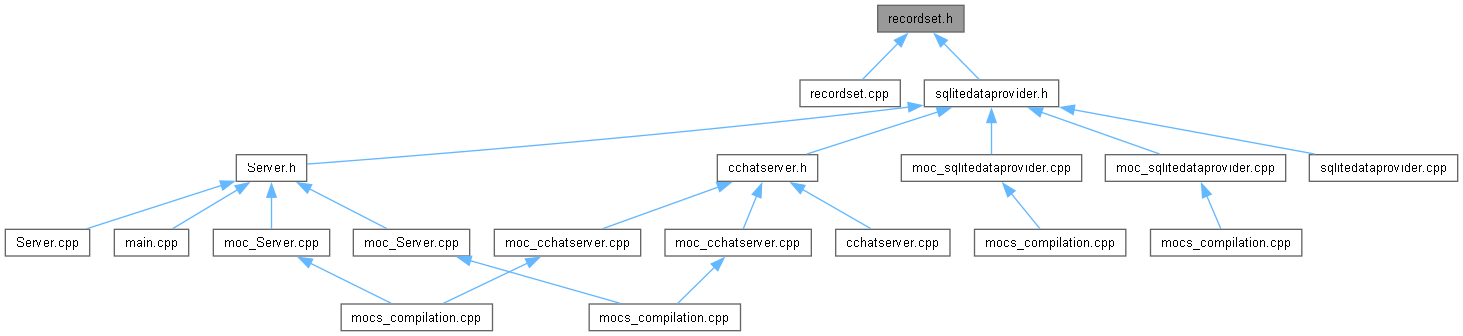 recordset.h
recordset.cpp
sqlitedataprovider.h
Server.h
cchatserver.h
moc_sqlitedataprovider.cpp
moc_sqlitedataprovider.cpp
sqlitedataprovider.cpp
Server.cpp
main.cpp
moc_Server.cpp
moc_Server.cpp
moc_cchatserver.cpp
moc_cchatserver.cpp
cchatserver.cpp
mocs_compilation.cpp
mocs_compilation.cpp
mocs_compilation.cpp
mocs_compilation.cpp